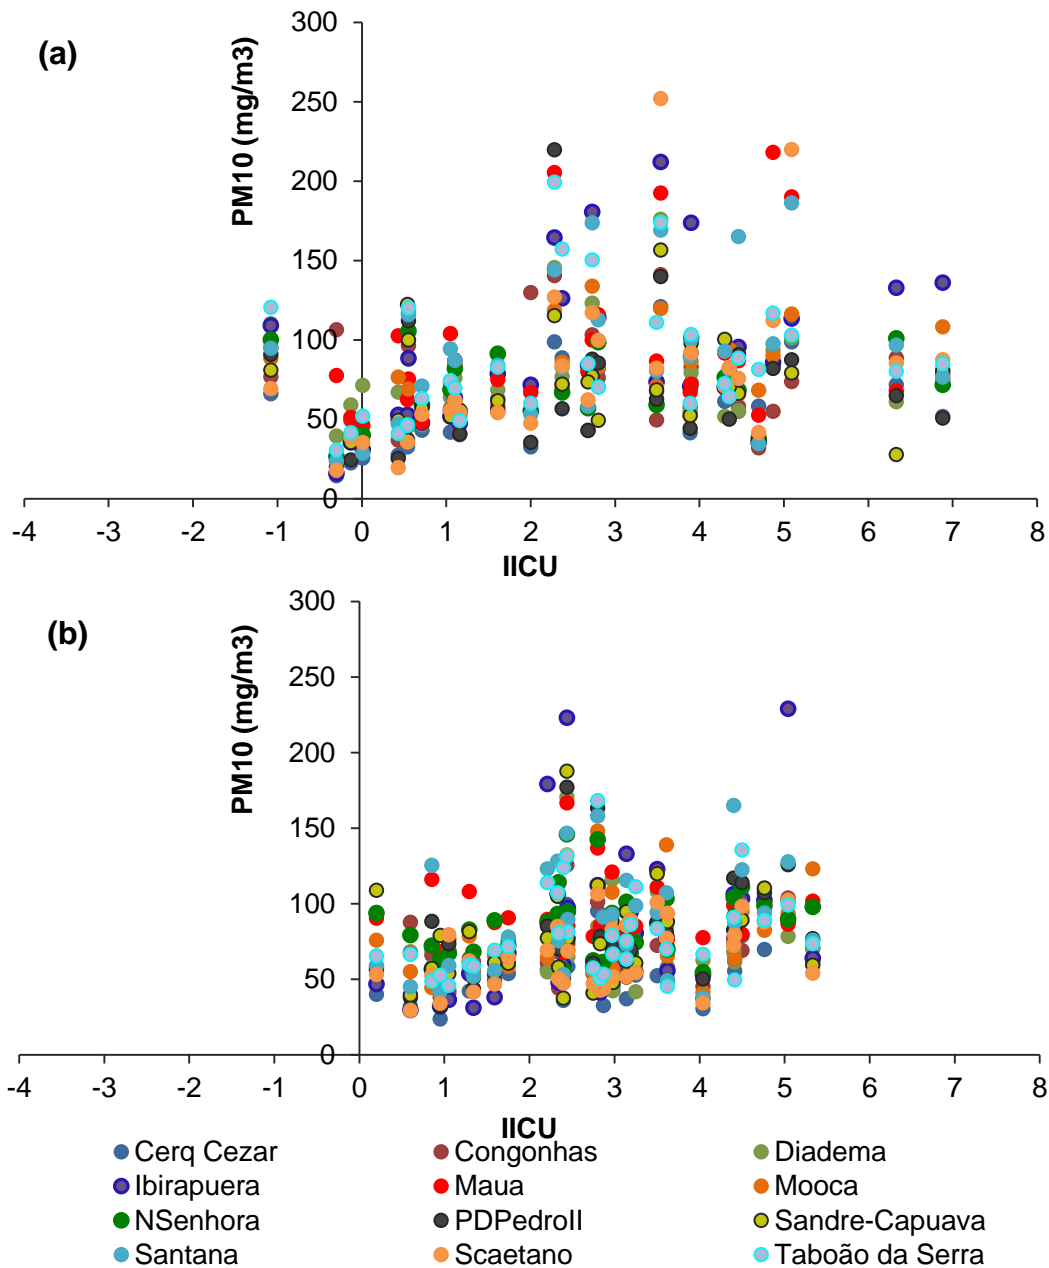 (a)
PM10 (mg/m3)
300
250
200
150
100
50
0
-4 -3 -2 -1 0 1 2 3 4 5 6 7 8
IICU
(b)
PM10 (mg/m3)
300
250
200
150
100
50
0
-4 -3 -2 -1 0 1 2 3 4 5 6 7 8
IICU
Cerq Cezar Congonhas Diadema
Ibirapuera Maua Mooca
NSenhora PDPedroII Sandre-Capuava
Santana Scaetano Taboão da Serra